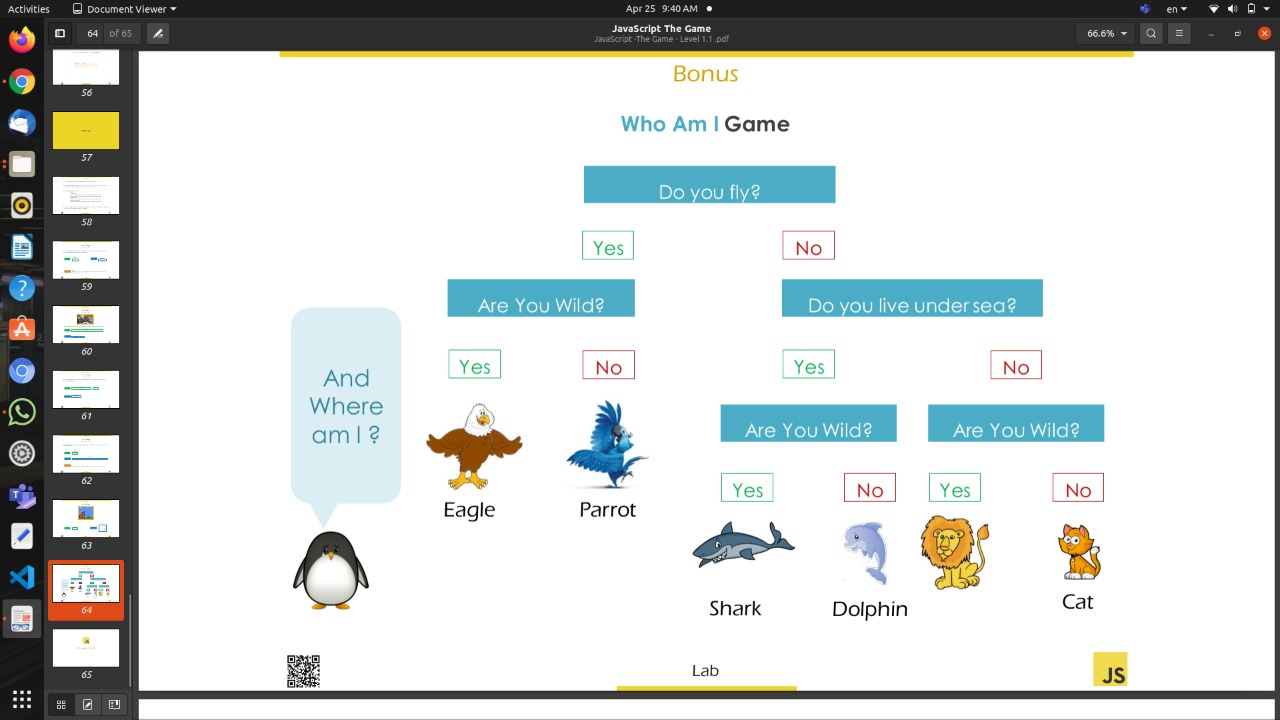 Activities
Document Viewer
Apr 25 9:40 AM
en
64 of 65
JavaScript The Game
JavaScript -The Game - Level 1.1 .pdf
66.6%
56
57
58
59
60
61
62
63
64
65
Bonus
Who Am I Game
Do you fly?
Yes
No
Are You Wild?
Do you live under sea?
Yes
No
Yes
No
And
Where
am I ?
Are You Wild?
Are You Wild?
Eagle
Parrot
Yes
No
Yes
No
Shark
Dolphin
Cat
Lab
JS